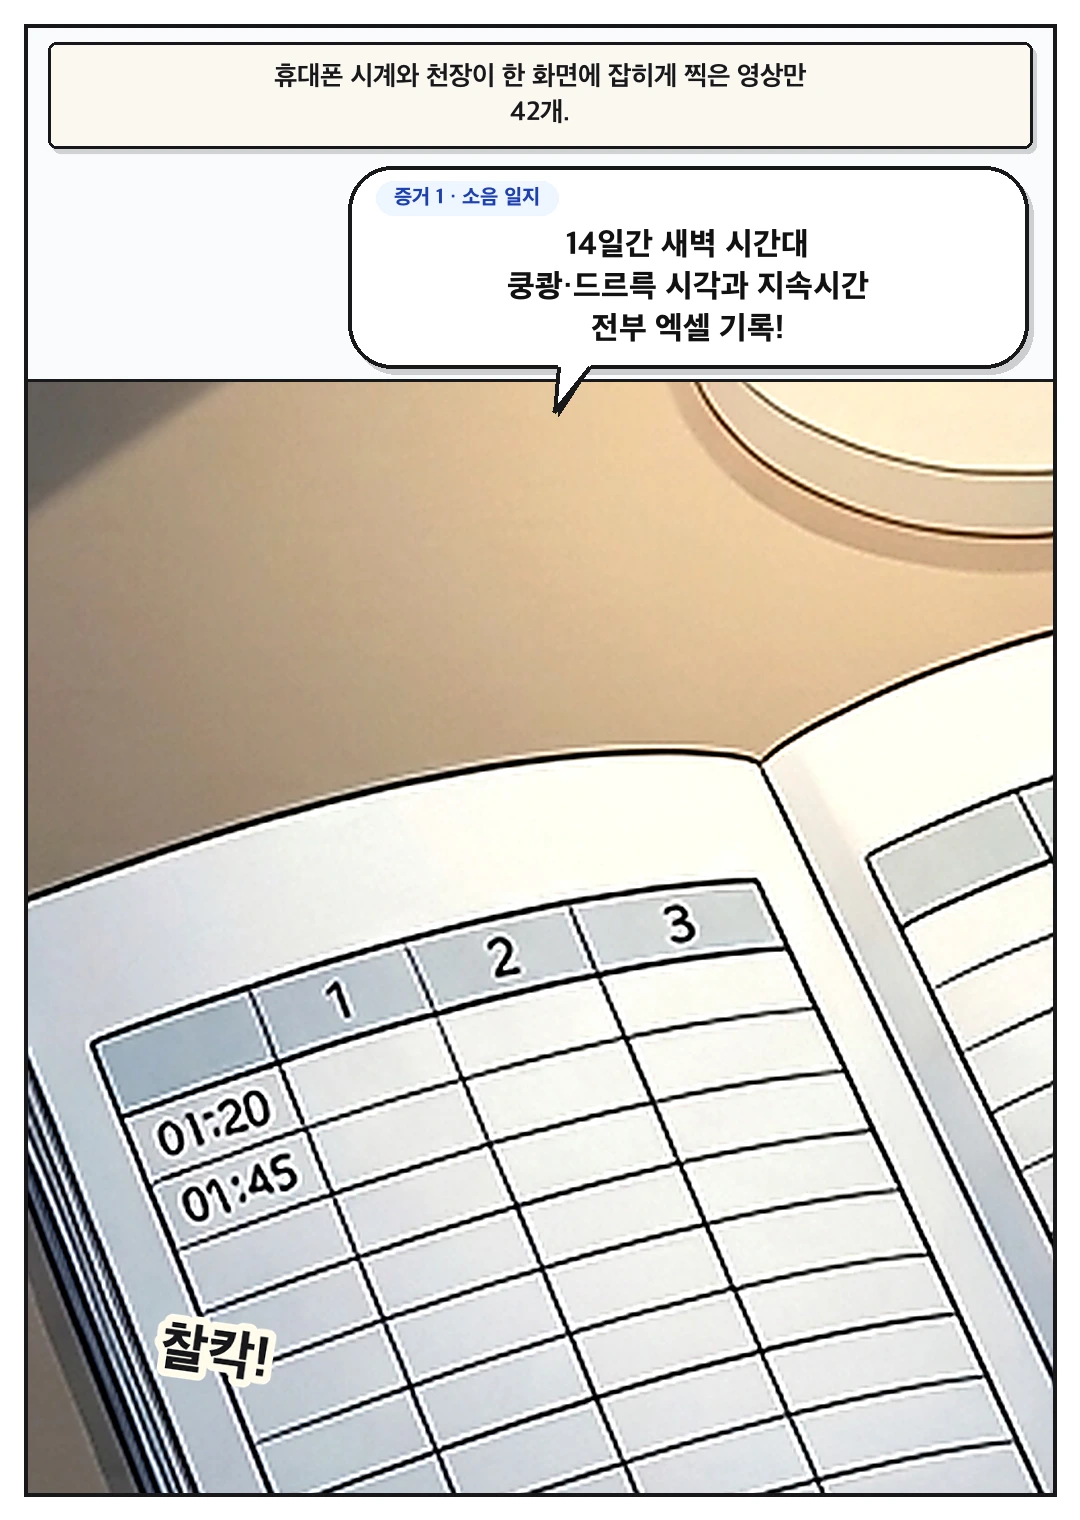 휴대폰 시계와 천장이 한 화면에 잡히게 찍은 영상만
42개.
증거 1 · 소음 일지
14일간 새벽 시간대
쿵쾅·드르륵 시각과 지속시간
전부 엑셀 기록!
1 2 3
01:20
01:45
찰칵!